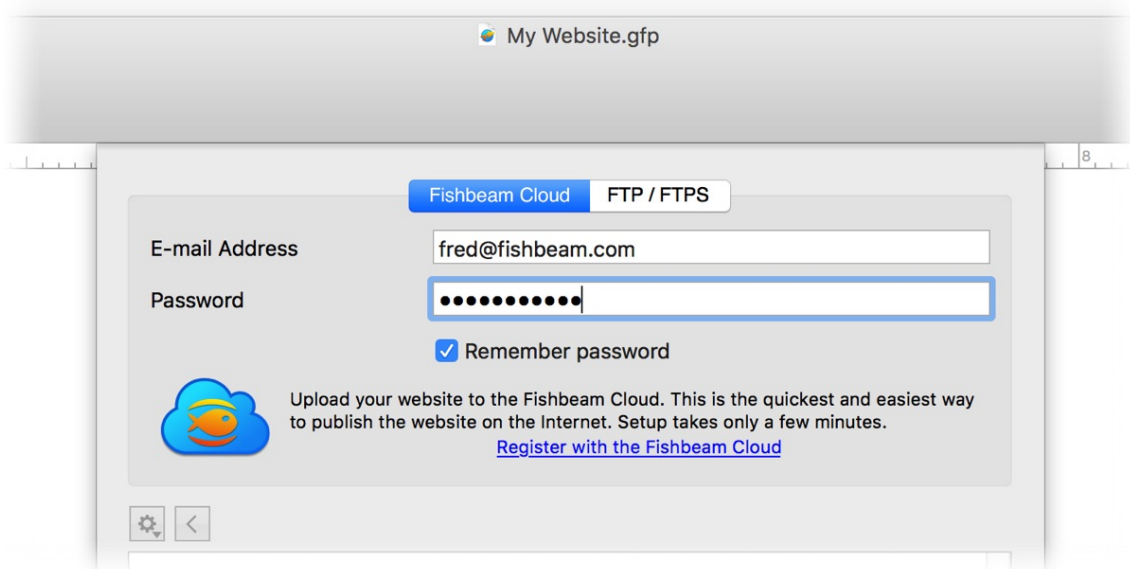 My Website.gfp
8
Fishbeam Cloud FTP / FTPS
E-mail Address fred@fishbeam.com
Password ●●●●●●●●●●●
Remember password
Upload your website to the Fishbeam Cloud. This is the quickest and easiest way
to publish the website on the Internet. Setup takes only a few minutes.
Register with the Fishbeam Cloud